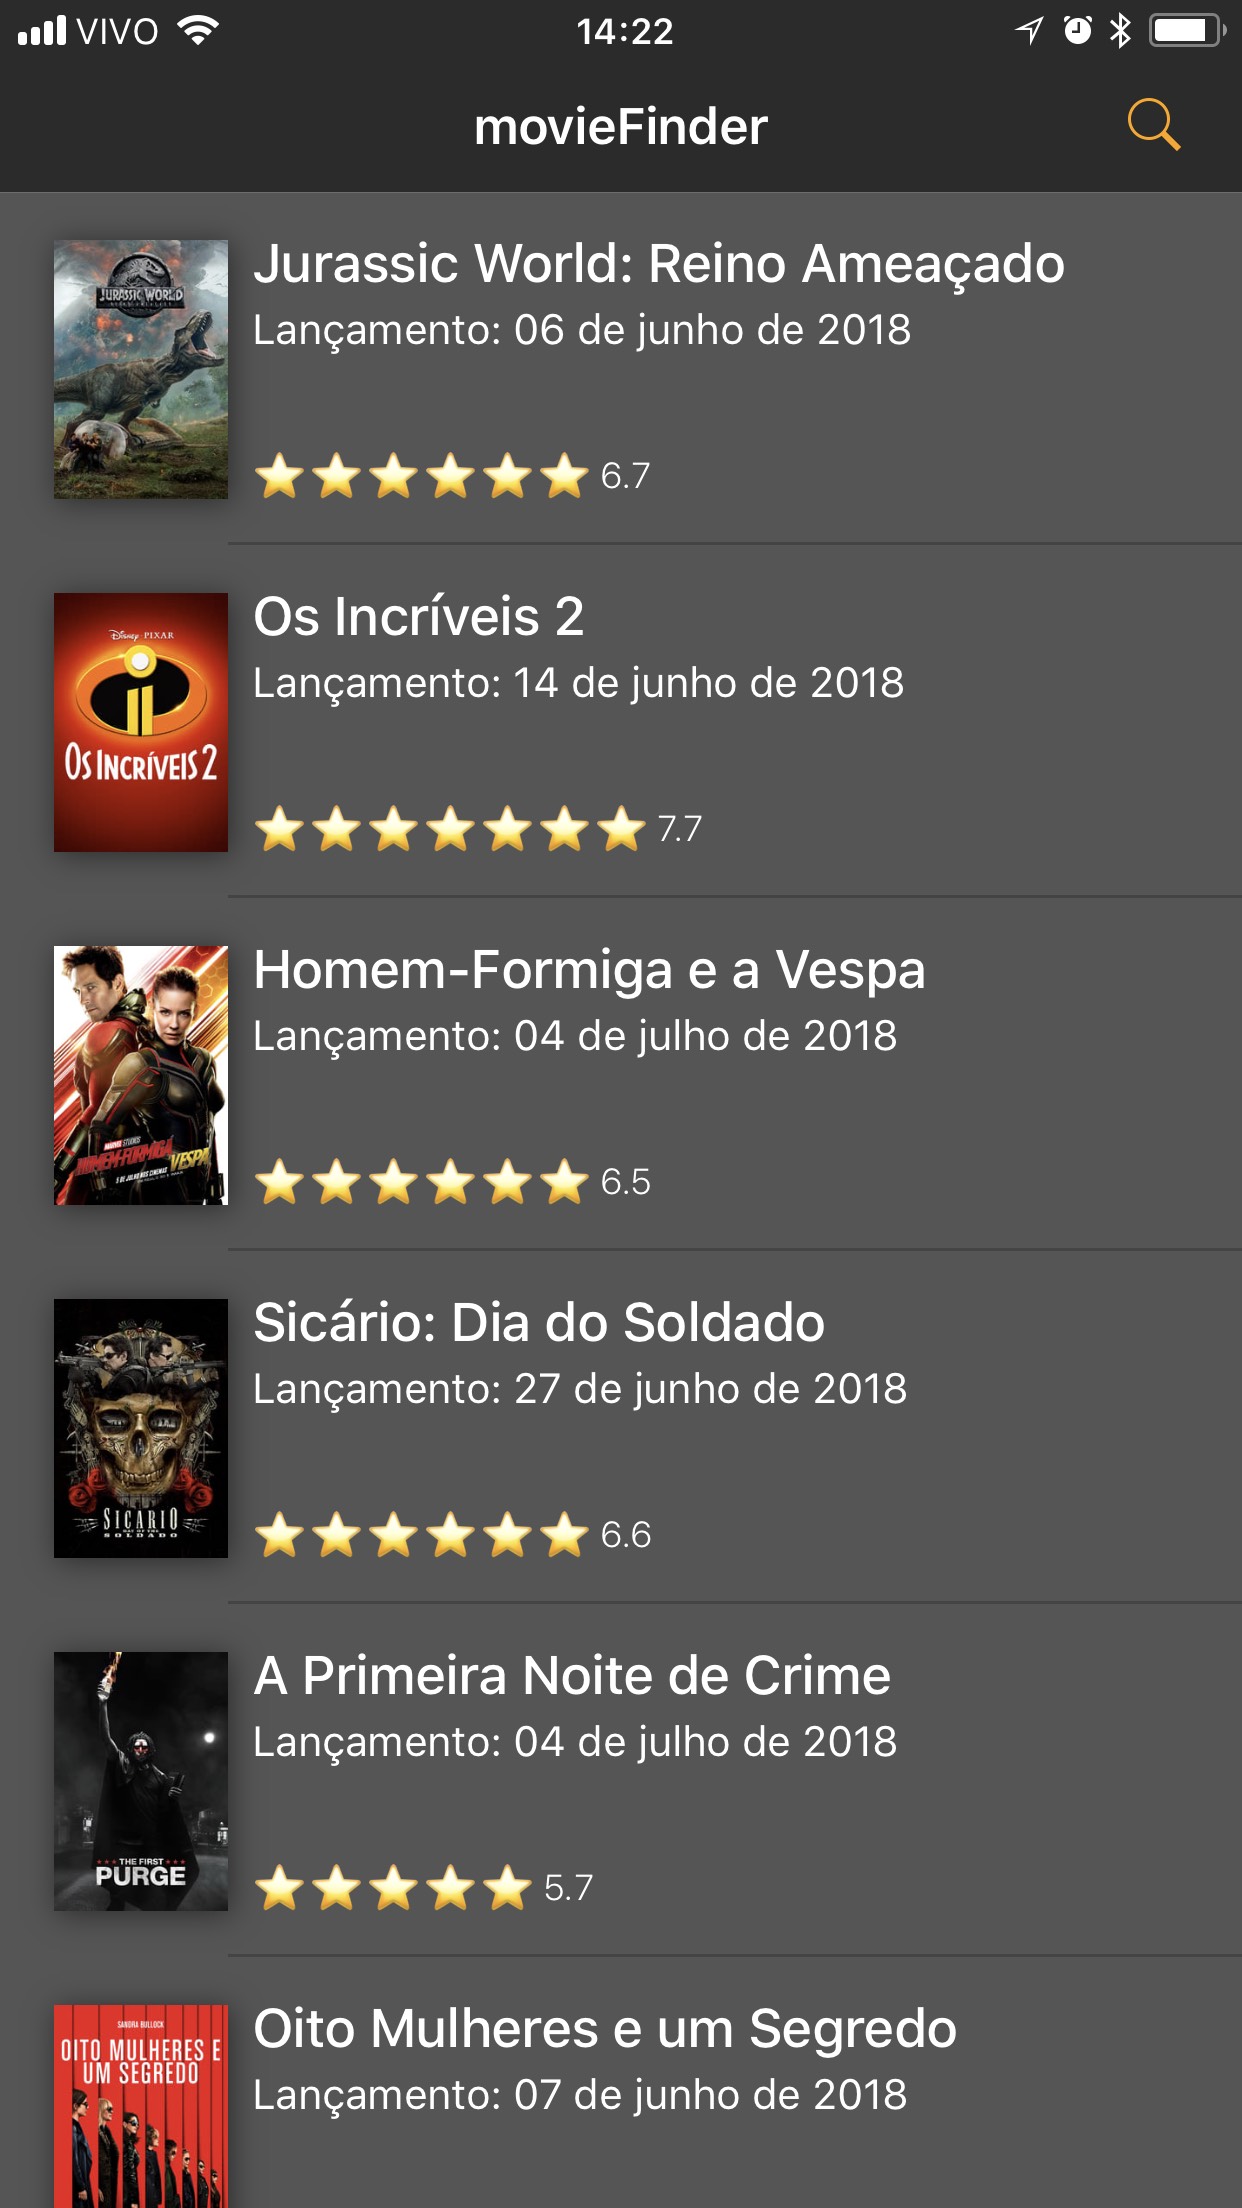 VIVO 14:22
movieFinder
JURASSIC WORLD
Jurassic World: Reino Ameaçado
Lançamento: 06 de junho de 2018
6.7
Disney PIXAR
OS INCRÍVEIS 2
Os Incríveis 2
Lançamento: 14 de junho de 2018
7.7
MARVEL STUDIOS
HOMEM-FORMIGA
VESPA
5 DE JULHO NOS CINEMAS
Homem-Formiga e a Vespa
Lançamento: 04 de julho de 2018
6.5
SICARIO
DAY OF THE
SOLDADO
Sicário: Dia do Soldado
Lançamento: 27 de junho de 2018
6.6
THE FIRST
PURGE
A Primeira Noite de Crime
Lançamento: 04 de julho de 2018
5.7
SANDRA BULLOCK
OITO MULHERES E
UM SEGREDO
Oito Mulheres e um Segredo
Lançamento: 07 de junho de 2018